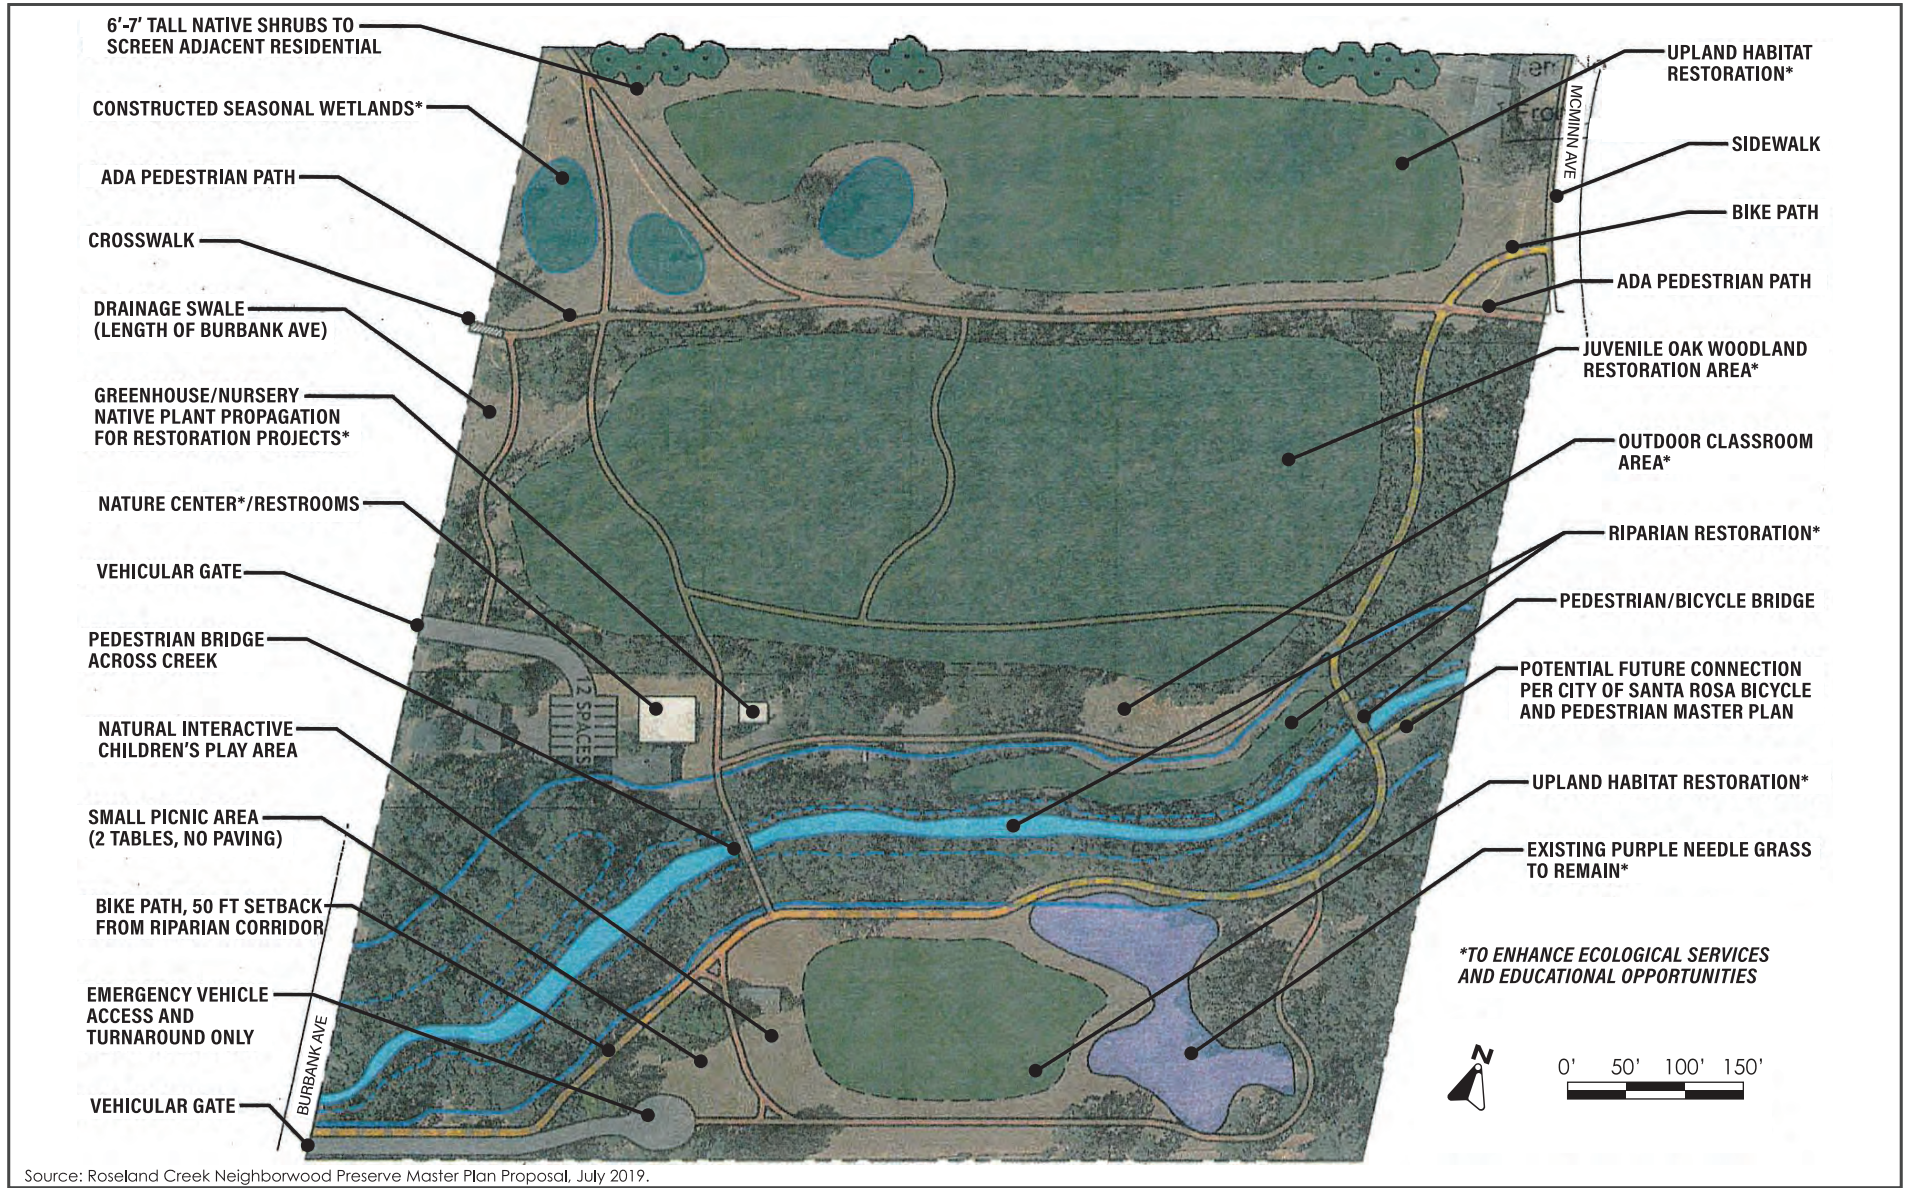 6'-7' TALL NATIVE SHRUBS TO
SCREEN ADJACENT RESIDENTIAL
CONSTRUCTED SEASONAL WETLANDS*
ADA PEDESTRIAN PATH
CROSSWALK
DRAINAGE SWALE
(LENGTH OF BURBANK AVE)
GREENHOUSE/NURSERY
NATIVE PLANT PROPAGATION
FOR RESTORATION PROJECTS*
NATURE CENTER*/RESTROOMS
VEHICULAR GATE
PEDESTRIAN BRIDGE
ACROSS CREEK
NATURAL INTERACTIVE
CHILDREN'S PLAY AREA
SMALL PICNIC AREA
(2 TABLES, NO PAVING)
BIKE PATH, 50 FT SETBACK
FROM RIPARIAN CORRIDOR
EMERGENCY VEHICLE
ACCESS AND
TURNAROUND ONLY
VEHICULAR GATE
BURBANK AVE
12 SPACES
MCMINN AVE
UPLAND HABITAT
RESTORATION*
SIDEWALK
BIKE PATH
ADA PEDESTRIAN PATH
JUVENILE OAK WOODLAND
RESTORATION AREA*
OUTDOOR CLASSROOM
AREA*
RIPARIAN RESTORATION*
PEDESTRIAN/BICYCLE BRIDGE
POTENTIAL FUTURE CONNECTION
PER CITY OF SANTA ROSA BICYCLE
AND PEDESTRIAN MASTER PLAN
UPLAND HABITAT RESTORATION*
EXISTING PURPLE NEEDLE GRASS
TO REMAIN*
*TO ENHANCE ECOLOGICAL SERVICES
AND EDUCATIONAL OPPORTUNITIES
N
0' 50' 100' 150'
Source: Roseland Creek Neighborwood Preserve Master Plan Proposal, July 2019.